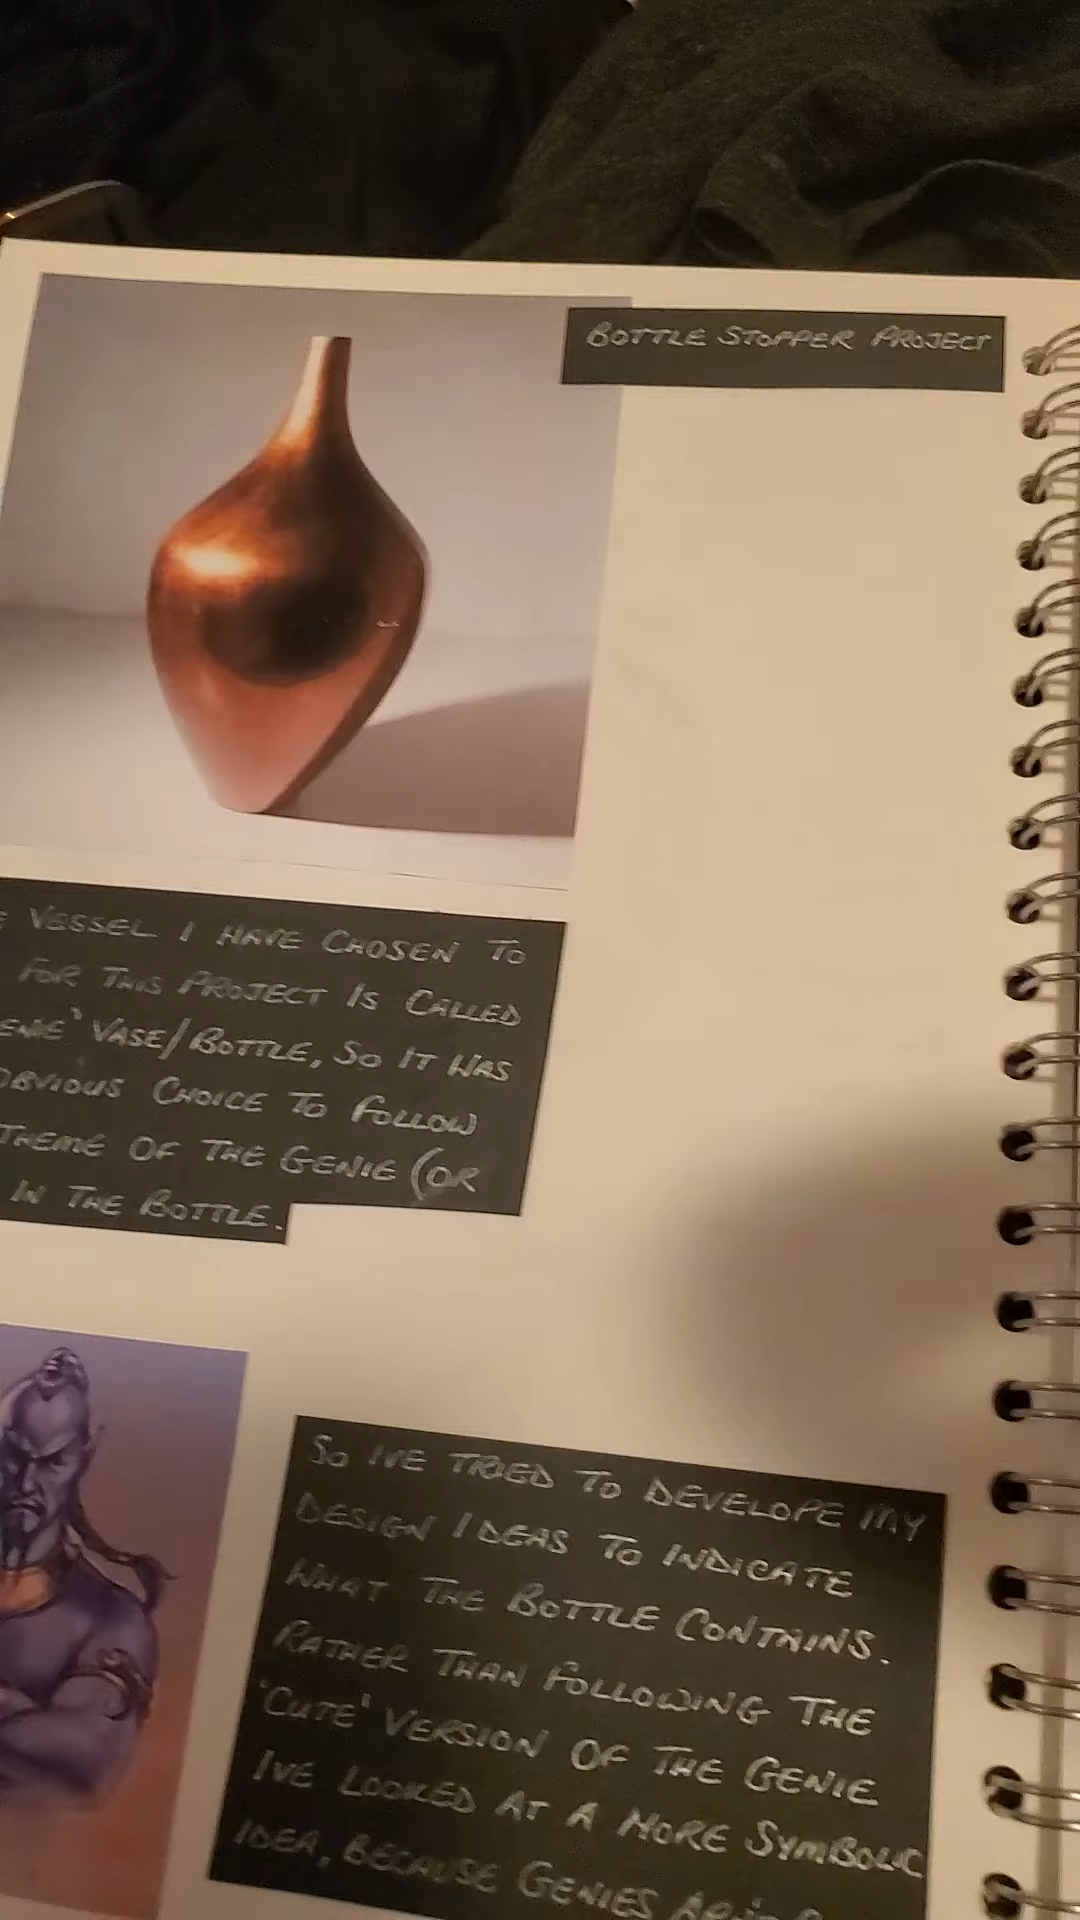 BOTTLE STOPPER PROJECT
VESSEL I HAVE CHOSEN TO
FOR THIS PROJECT IS CALLED
VASE/BOTTLE, SO IT WAS
OBVIOUS CHOICE TO FOLLOW
THEME OF THE GENIE (OR
IN THE BOTTLE.
SO IVE TRIED TO DEVELOPE MY
DESIGN IDEAS TO INDICATE
WHAT THE BOTTLE CONTAINS.
RATHER THAN FOLLOWING THE
'CUTE' VERSION OF THE GENIE
IVE LOOKED AT A MORE SYMBOLIC
IDEA, BECAUSE GENIES